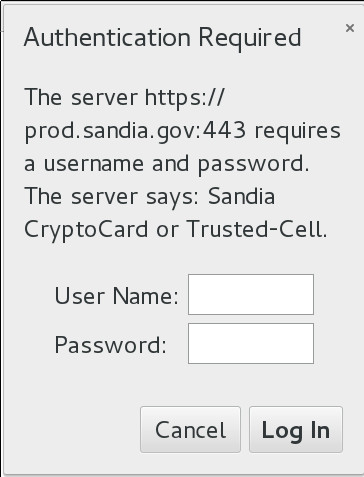 Authentication Required
×
The server https://
prod.sandia.gov:443 requires
a username and password.
The server says: Sandia
CryptoCard or Trusted-Cell.
User Name:
Password:
Cancel Log In